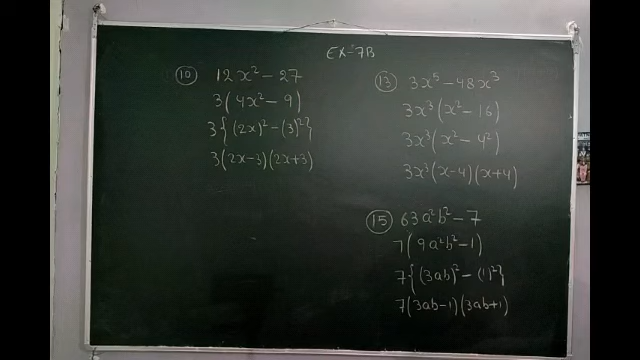 EX-7B
(10) 12x² - 27
3(4x² - 9)
3{(2x)² - (3)²}
3(2x-3)(2x+3)
(13) 3x⁵ - 48x³
3x³(x² - 16)
3x³(x² - 4²)
3x³(x-4)(x+4)
(15) 63a²b² - 7
7(9a²b² - 1)
7{(3ab)² - (1)²}
7(3ab-1)(3ab+1)